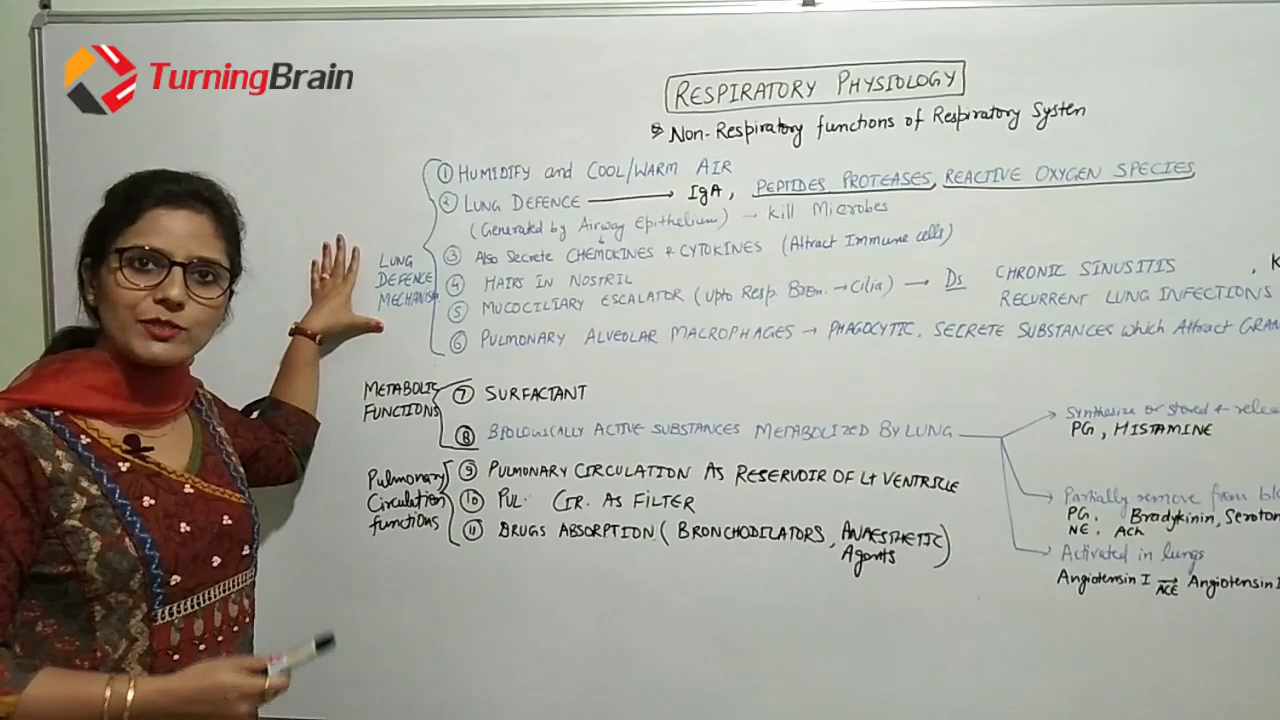 TurningBrain
RESPIRATORY PHYSIOLOGY
Non-Respiratory functions of Respiratory System
LUNG DEFENCE MECHANISM
① HUMIDIFY and COOL/WARM AIR
② LUNG DEFENCE → IgA, PEPTIDES PROTEASES, REACTIVE OXYGEN SPECIES
(Generated by Airway Epithelium) → Kill Microbes
③ Also Secrete CHEMOKINES & CYTOKINES (Attract Immune cells)
④ HAIRS IN NOSTRIL
⑤ MUCOCILIARY ESCALATOR (Upto Resp. Bron. → Cilia) → Ds CHRONIC SINUSITIS , K
RECURRENT LUNG INFECTIONS
⑥ PULMONARY ALVEOLAR MACROPHAGES → PHAGOCYTIC, SECRETE SUBSTANCES which Attract GRAN
METABOLIC FUNCTIONS
⑦ SURFACTANT
⑧ BIOLOGICALLY ACTIVE SUBSTANCES METABOLIZED BY LUNG
Synthesize or stored & relea
PG, HISTAMINE
Partially remove from bl
PG. Bradykinin, Seroton
NE. Ach
Activated in lungs
Angiotensin I ⇌ ACE Angiotensin I
Pulmonary Circulation functions
⑨ PULMONARY CIRCULATION AS RESERVOIR OF Lt VENTRICLE
⑩ PUL. CIR. AS FILTER
⑪ DRUGS ABSORPTION (BRONCHODILATORS, ANAESTHETIC Agents)